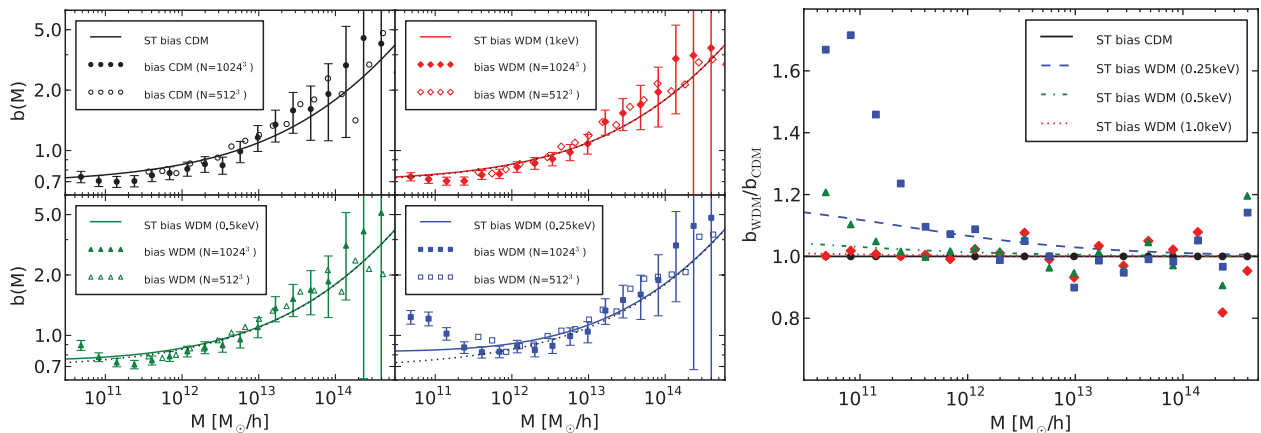 b(M)
5.0
2.0
1.0
0.7
ST bias CDM
bias CDM (N=1024³ )
bias CDM (N=512³ )
ST bias WDM (1keV)
bias WDM (N=1024³ )
bias WDM (N=512³ )
b(M)
5.0
2.0
1.0
0.7
ST bias WDM (0.5keV)
bias WDM (N=1024³ )
bias WDM (N=512³ )
ST bias WDM (0.25keV)
bias WDM (N=1024³ )
bias WDM (N=512³ )
10¹¹ 10¹² 10¹³ 10¹⁴
10¹¹ 10¹² 10¹³ 10¹⁴
M [M☉/h]
M [M☉/h]
b_WDM/b_CDM
1.6
1.4
1.2
1.0
0.8
ST bias CDM
ST bias WDM (0.25keV)
ST bias WDM (0.5keV)
ST bias WDM (1.0keV)
10¹¹ 10¹² 10¹³ 10¹⁴
M [M☉/h]